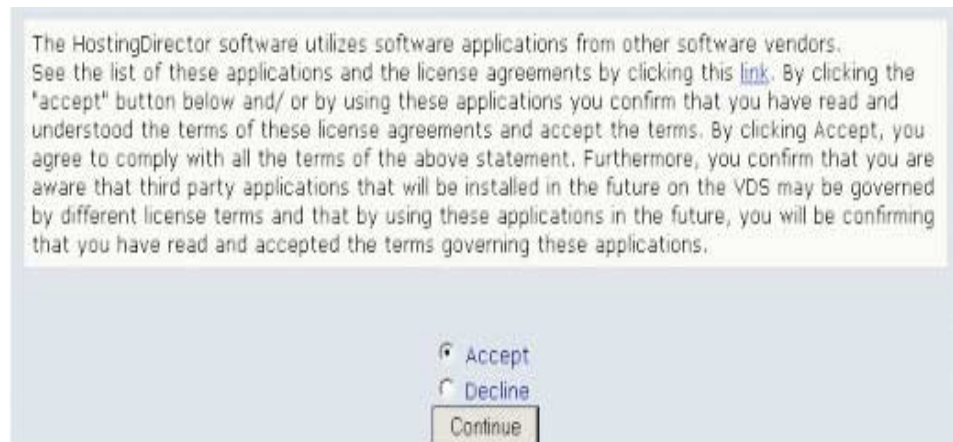 The HostingDirector software utilizes software applications from other software vendors.
See the list of these applications and the license agreements by clicking this link. By clicking the
"accept" button below and/ or by using these applications you confirm that you have read and
understood the terms of these license agreements and accept the terms. By clicking Accept, you
agree to comply with all the terms of the above statement. Furthermore, you confirm that you are
aware that third party applications that will be installed in the future on the VDS may be governed
by different license terms and that by using these applications in the future, you will be confirming
that you have read and accepted the terms governing these applications.
Accept
Decline
Continue